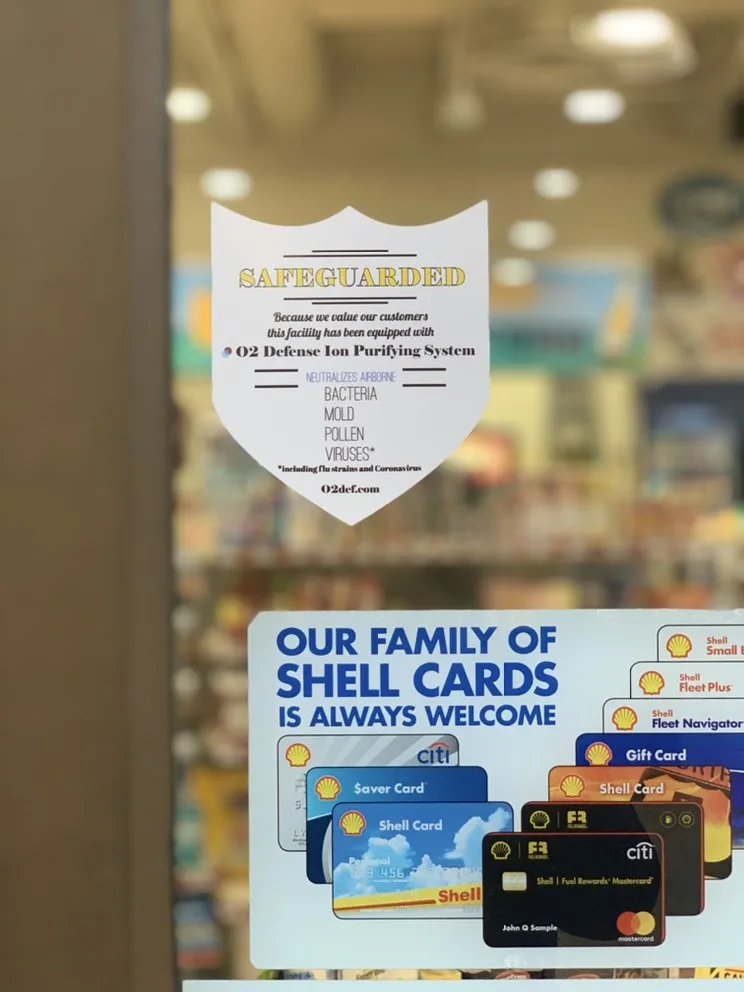 SAFEGUARDED
Because we value our customers
this facility has been equipped with
O2 Defense Ion Purifying System
NEUTRALIZES AIRBORNE
BACTERIA
MOLD
POLLEN
VIRUSES*
*including flu strains and Coronavirus
O2def.com
OUR FAMILY OF
SHELL CARDS
IS ALWAYS WELCOME
Shell
Small
Shell
Fleet Plus
Shell
Fleet Navigator
Gift Card
citi
$aver Card
Shell Card
Shell Card
Personal
Shell
FR
FR
citi
Shell | Fuel Rewards® Mastercard®
John Q Sample
mastercard